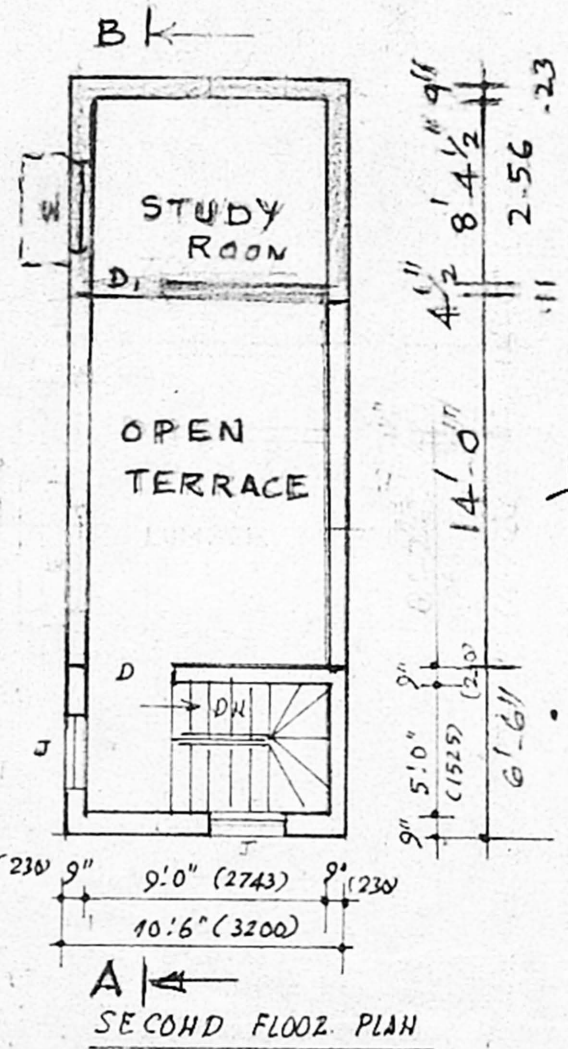 B
9"
.23
STUDY
ROOM
W
8'4½"
2.56
D1
4½"
.11
OPEN
TERRACE
14'-0"
D
DN
9"
(230)
J
5'.0"
(1525)
6'-6"
J
9"
230)
9"
9'.0" (2743)
9"
(230)
10'.6" (3200)
A
SECOND FLOOR PLAN